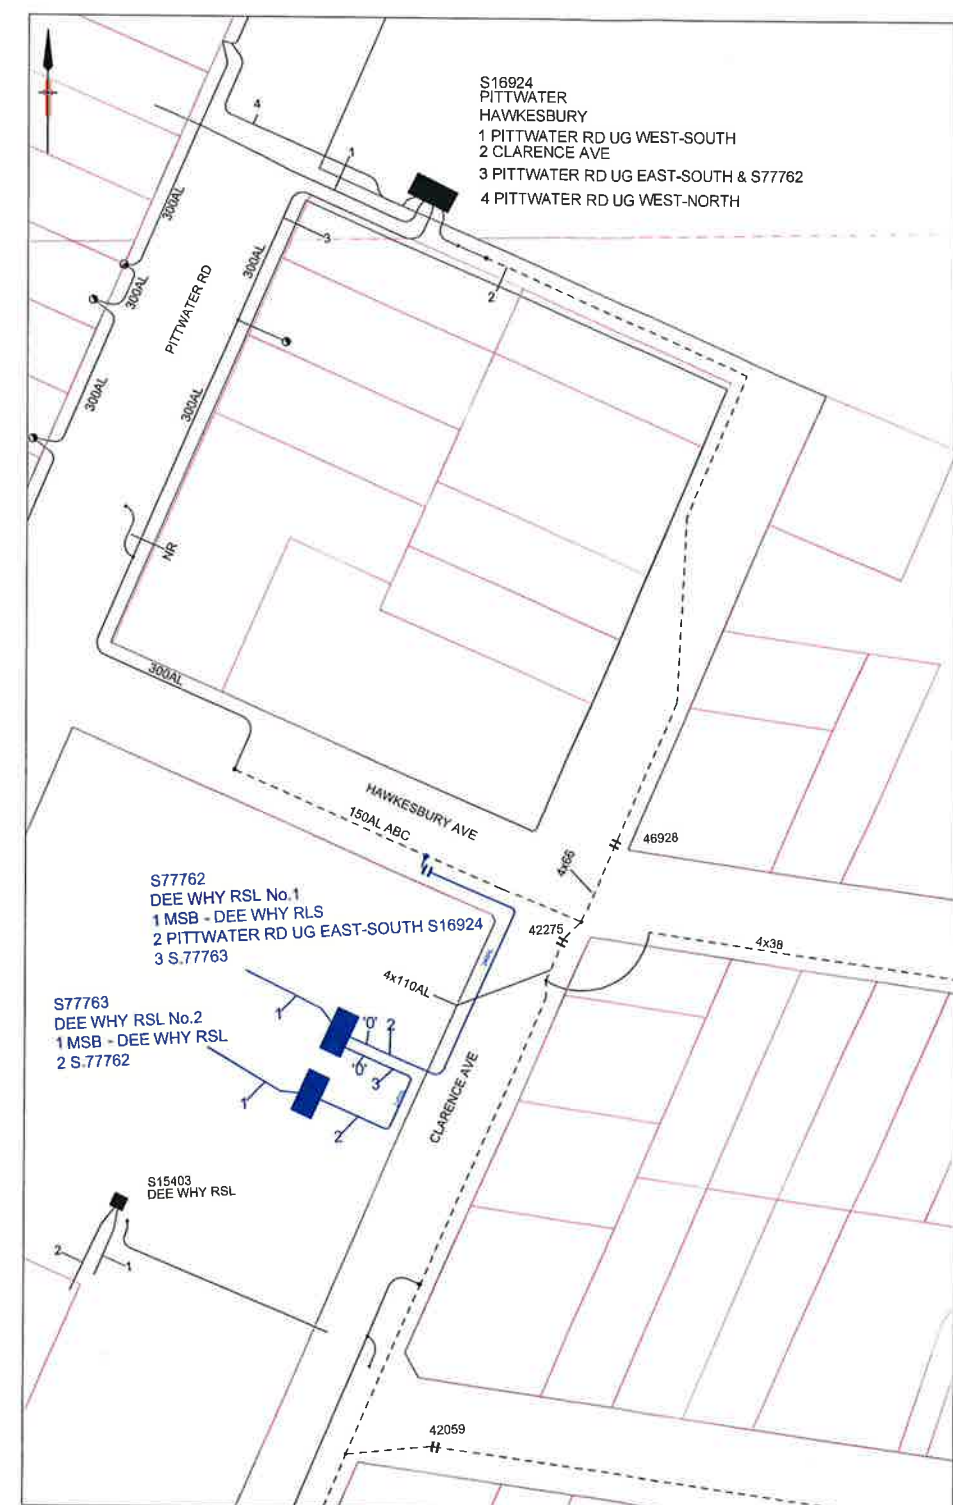 S16924
PITTWATER
HAWKESBURY
1 PITTWATER RD UG WEST-SOUTH
2 CLARENCE AVE
3 PITTWATER RD UG EAST-SOUTH & S77762
4 PITTWATER RD UG WEST-NORTH
4
1
3
2
300AL
300AL
300AL
300AL
300AL
PITTWATER RD
NR
300AL
HAWKESBURY AVE
150AL ABC
4x66
46928
42275
4x38
4x110AL
S77762
DEE WHY RSL No.1
1 MSB - DEE WHY RLS
2 PITTWATER RD UG EAST-SOUTH S16924
3 S.77763
S77763
DEE WHY RSL No.2
1 MSB - DEE WHY RSL
2 S.77762
1
'0'
2
'0'
3
1
2
CLARENCE AVE
S15403
DEE WHY RSL
2
1
42059